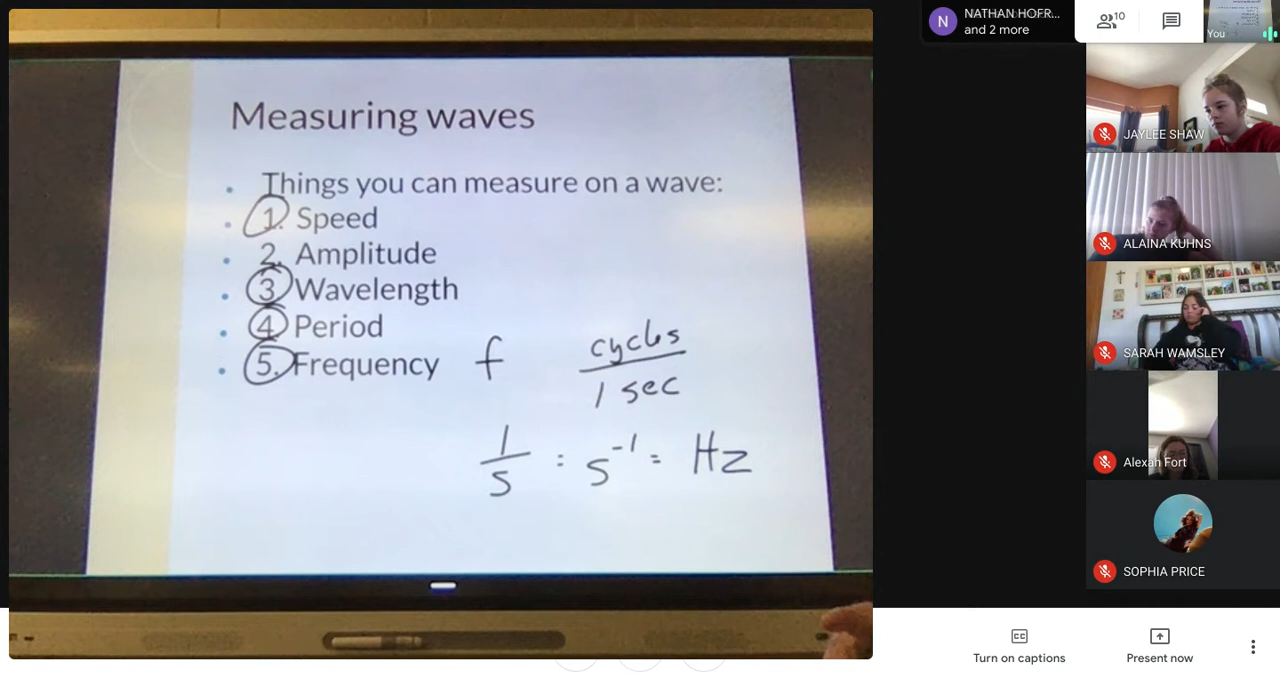 NATHAN HOFR...
and 2 more
N
10
You
Measuring waves
Things you can measure on a wave:
1. Speed
2. Amplitude
3. Wavelength
4. Period
5. Frequency f
cycles
1 sec
1/s = s⁻¹ = Hz
JAYLEE SHAW
ALAINA KUHNS
SARAH WAMSLEY
Alexah Fort
SOPHIA PRICE
CC
Turn on captions
Present now